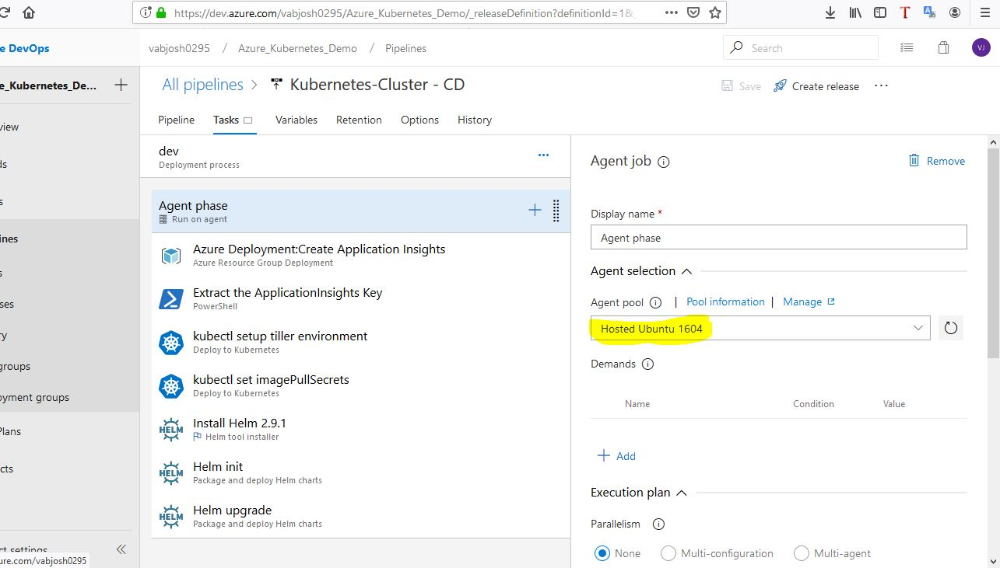 https://dev.azure.com/vabjosh0295/Azure_Kubernetes_Demo/_releaseDefinition?definitionId=1&_
e DevOps
vabjosh0295 / Azure_Kubernetes_Demo / Pipelines
Search
VJ
e_Kubernetes_De...
All pipelines > Kubernetes-Cluster - CD
Save
Create release
Pipeline
Tasks
Variables
Retention
Options
History
view
ds
s
ines
s
ses
ry
groups
oyment groups
Plans
cts
ct settings
ure.com/vabjosh0295
dev
Deployment process
Agent phase
Run on agent
Azure Deployment:Create Application Insights
Azure Resource Group Deployment
Extract the ApplicationInsights Key
PowerShell
kubectl setup tiller environment
Deploy to Kubernetes
kubectl set imagePullSecrets
Deploy to Kubernetes
HELM
Install Helm 2.9.1
Helm tool installer
HELM
Helm init
Package and deploy Helm charts
HELM
Helm upgrade
Package and deploy Helm charts
Agent job
Remove
Display name *
Agent phase
Agent selection
Agent pool | Pool information | Manage
Hosted Ubuntu 1604
Demands
Name Condition Value
+ Add
Execution plan
Parallelism
None Multi-configuration Multi-agent